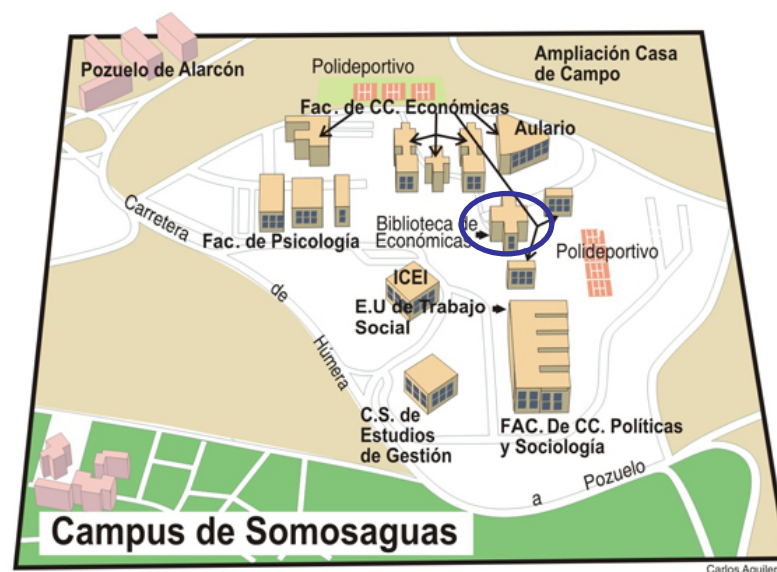 Ampliación Casa
de Campo
Pozuelo de Alarcón
Polideportivo
Fac. de CC. Económicas
Aulario
Carretera
de
Húmera
a
Pozuelo
Fac. de Psicología
Biblioteca de
Económicas
Polideportivo
ICEI
E.U de Trabajo
Social
C.S. de
Estudios
de Gestión
FAC. De CC. Políticas
y Sociología
Campus de Somosaguas
Carlos Aguiler